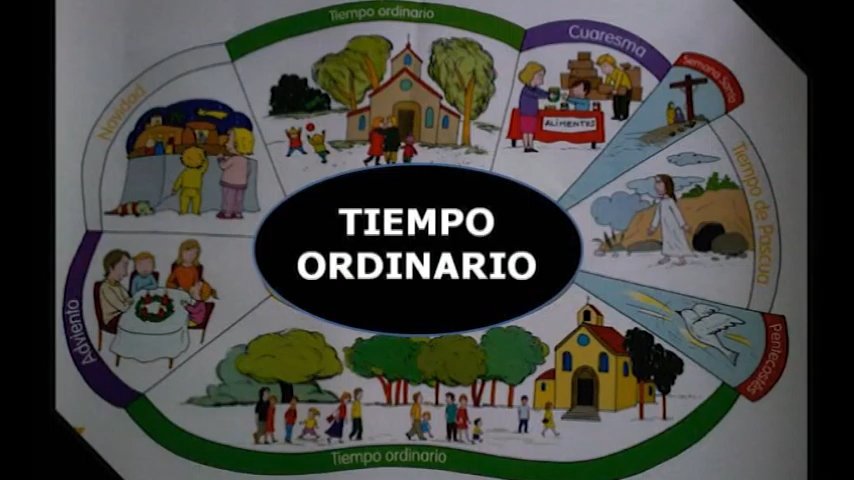 Tiempo ordinario
Cuaresma
Semana Santa
Navidad
ALIMENTOS
Tiempo de Pascua
TIEMPO
ORDINARIO
Adviento
Pentecostés
Tiempo ordinario